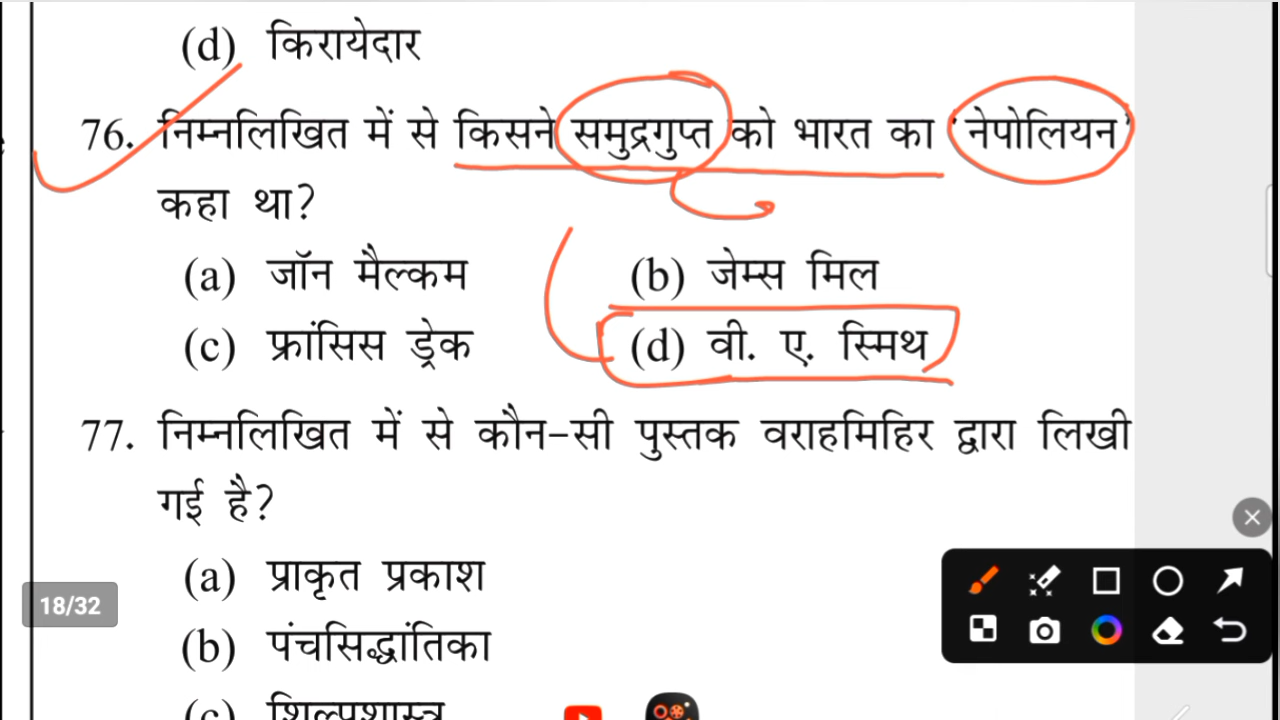 (d) किरायेदार
76. निम्नलिखित में से किसने समुद्रगुप्त को भारत का 'नेपोलियन'
कहा था?
(a) जॉन मैल्कम (b) जेम्स मिल
(c) फ्रांसिस ड्रेक (d) वी. ए. स्मिथ
77. निम्नलिखित में से कौन-सी पुस्तक वराहमिहिर द्वारा लिखी
गई है?
(a) प्राकृत प्रकाश
18/32
(b) पंचसिद्धांतिका
(c) शिल्पशास्त्र